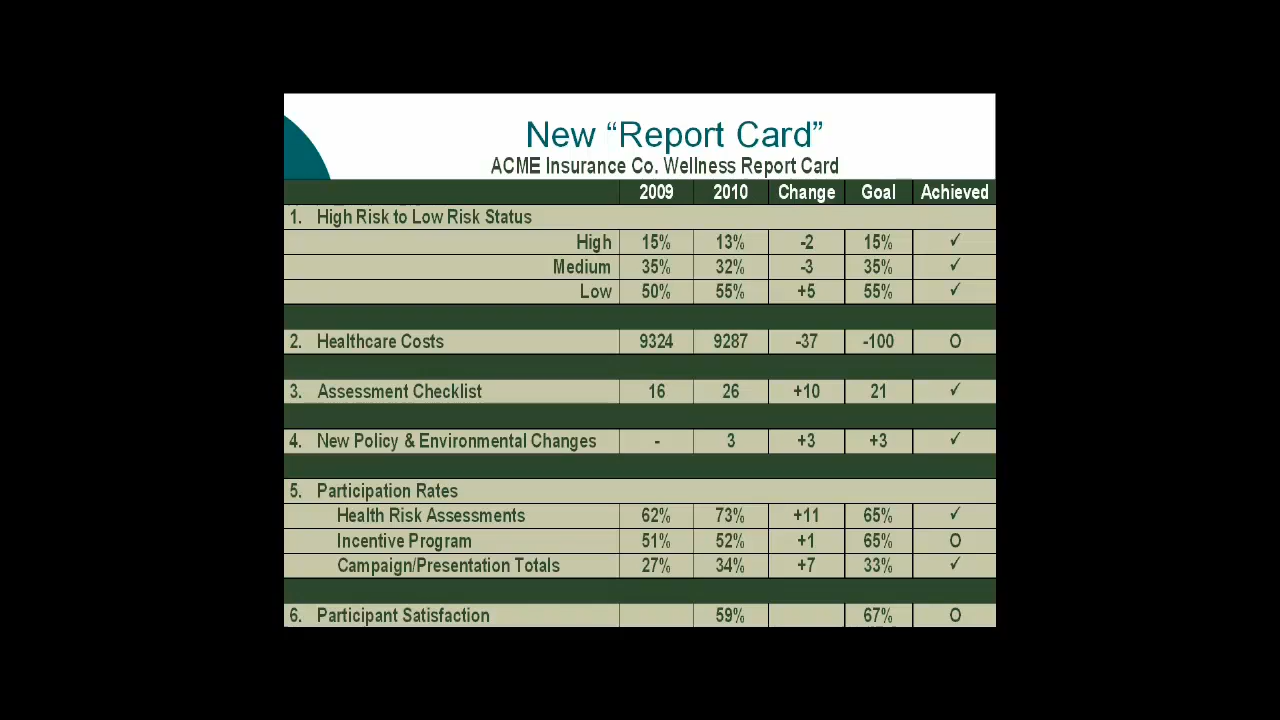 New “Report Card”
ACME Insurance Co. Wellness Report Card
2009 2010 Change Goal Achieved
1. High Risk to Low Risk Status
High 15% 13% -2 15% ✓
Medium 35% 32% -3 35% ✓
Low 50% 55% +5 55% ✓
2. Healthcare Costs 9324 9287 -37 -100 O
3. Assessment Checklist 16 26 +10 21 ✓
4. New Policy & Environmental Changes - 3 +3 +3 ✓
5. Participation Rates
Health Risk Assessments 62% 73% +11 65% ✓
Incentive Program 51% 52% +1 65% O
Campaign/Presentation Totals 27% 34% +7 33% ✓
6. Participant Satisfaction 59% 67% O